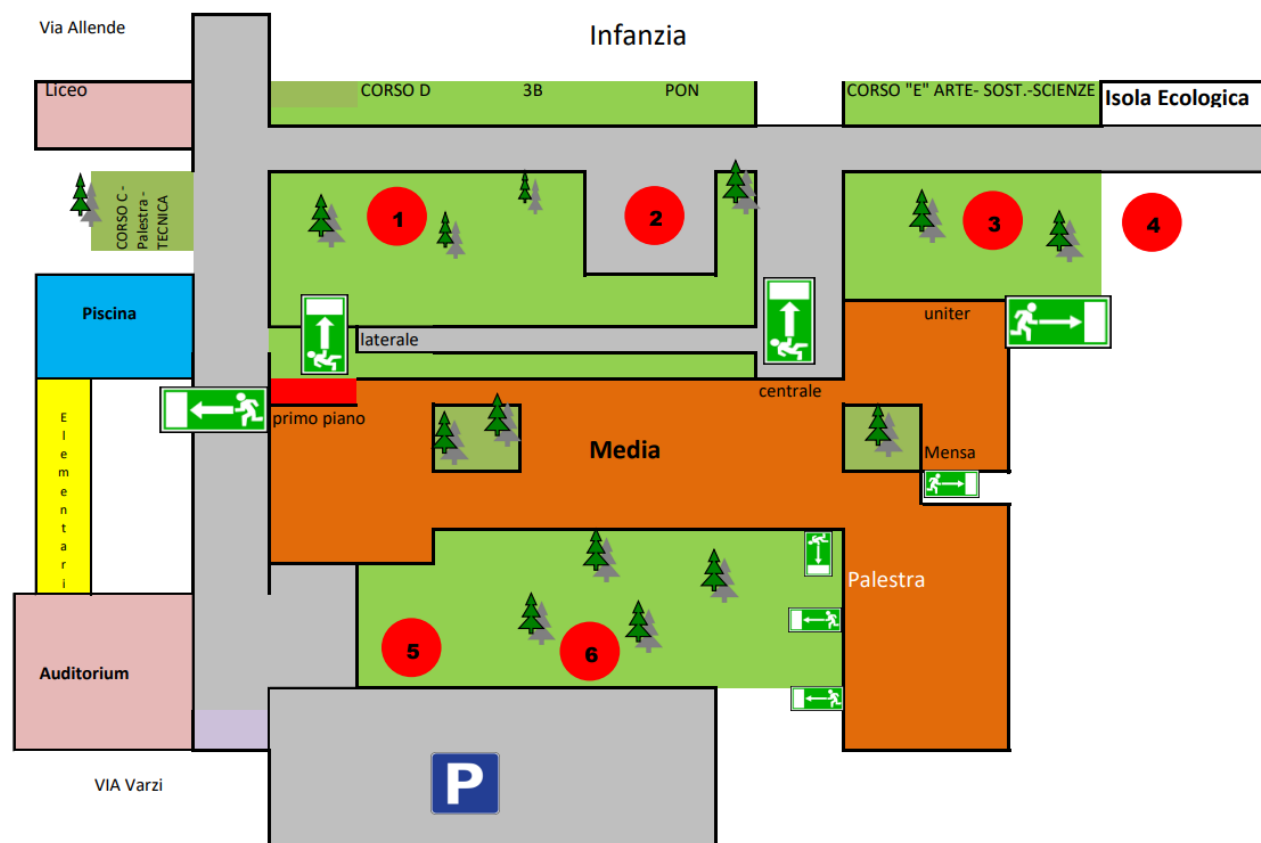 Via Allende
Infanzia
Liceo
CORSO D
3B
PON
CORSO "E" ARTE- SOST.-SCIENZE
Isola Ecologica
CORSO C -
Palestra -
TECNICA
1
2
3
4
Piscina
uniter
laterale
centrale
primo piano
Elementari
Media
Mensa
Palestra
5
6
Auditorium
P
VIA Varzi